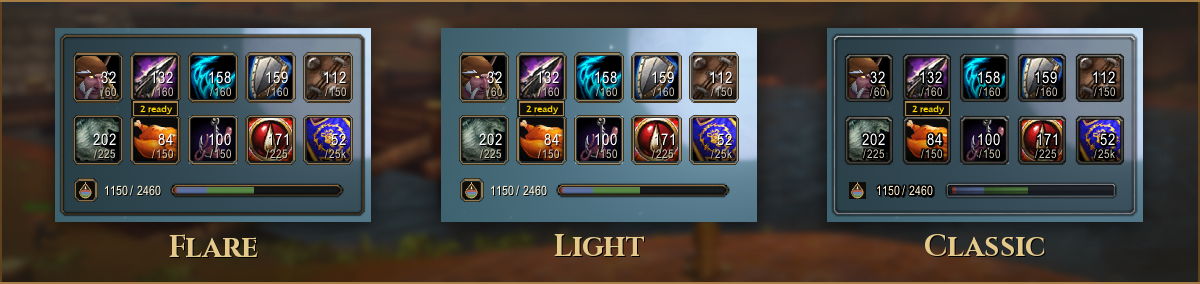 32 132 158 159 112
/60 /160 /160 /160 /150
2 ready
202 84 100 171 52
/225 /150 /150 /225 /25k
1150 / 2460
FLARE
32 132 158 159 112
/60 /160 /160 /160 /150
2 ready
202 84 100 171 52
/225 /150 /150 /225 /25k
1150 / 2460
LIGHT
32 132 158 159 112
/60 /160 /160 /160 /150
2 ready
202 84 100 171 52
/225 /150 /150 /225 /25k
1150 / 2460
CLASSIC